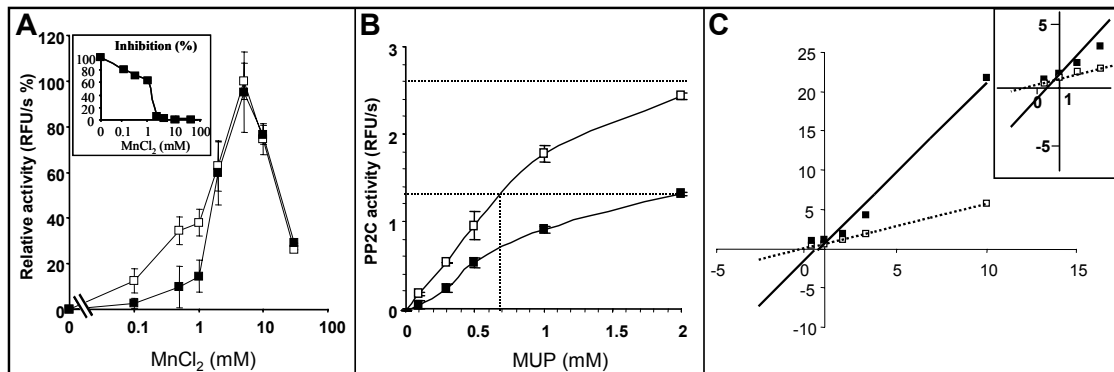 A
Relative activity (RFU/s %)
120
100
80
60
40
20
0
0 0.1 1 10 100
MnCl2 (mM)
Inhibition (%)
100
80
60
40
20
0
0 0.1 1 10 100
MnCl2 (mM)
B
PP2C activity (RFU/s)
3
2
1
0
0 0.5 1 1.5 2
MUP (mM)
C
25
20
15
10
5
-5 0 5 10 15
-5
-10
5
0 1
-5